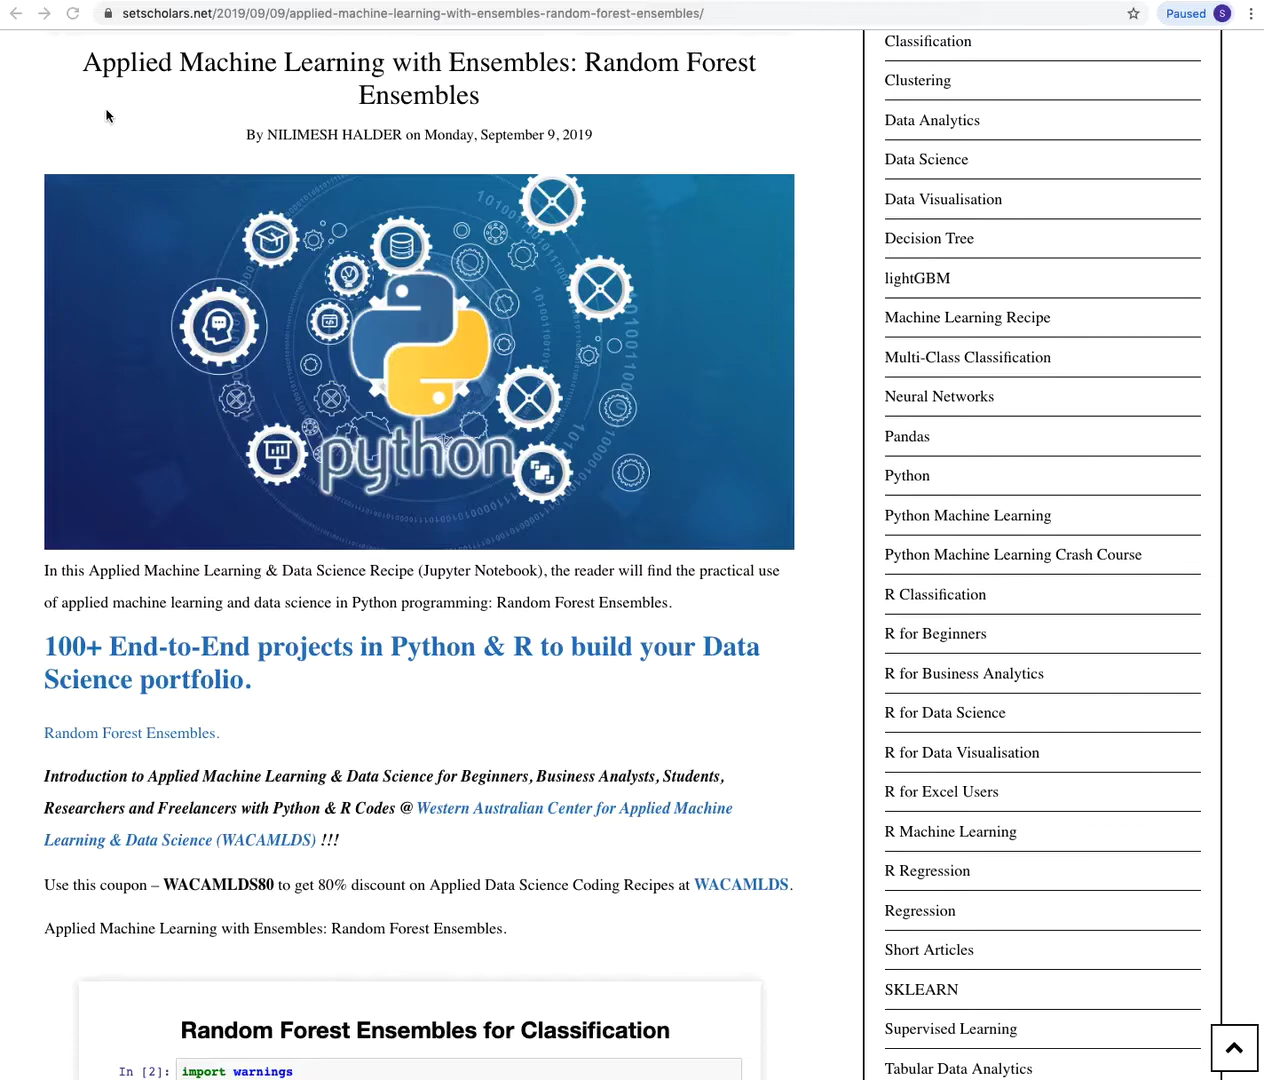 setscholars.net/2019/09/09/applied-machine-learning-with-ensembles-random-forest-ensembles/
Paused
S
Applied Machine Learning with Ensembles: Random Forest
Ensembles
By NILIMESH HALDER on Monday, September 9, 2019
python
In this Applied Machine Learning & Data Science Recipe (Jupyter Notebook), the reader will find the practical use
of applied machine learning and data science in Python programming: Random Forest Ensembles.
100+ End-to-End projects in Python & R to build your Data
Science portfolio.
Random Forest Ensembles.
Introduction to Applied Machine Learning & Data Science for Beginners, Business Analysts, Students,
Researchers and Freelancers with Python & R Codes @ Western Australian Center for Applied Machine
Learning & Data Science (WACAMLDS) !!!
Use this coupon – WACAMLDS80 to get 80% discount on Applied Data Science Coding Recipes at WACAMLDS.
Applied Machine Learning with Ensembles: Random Forest Ensembles.
Random Forest Ensembles for Classification
In [2]: import warnings
Classification
Clustering
Data Analytics
Data Science
Data Visualisation
Decision Tree
lightGBM
Machine Learning Recipe
Multi-Class Classification
Neural Networks
Pandas
Python
Python Machine Learning
Python Machine Learning Crash Course
R Classification
R for Beginners
R for Business Analytics
R for Data Science
R for Data Visualisation
R for Excel Users
R Machine Learning
R Regression
Regression
Short Articles
SKLEARN
Supervised Learning
Tabular Data Analytics